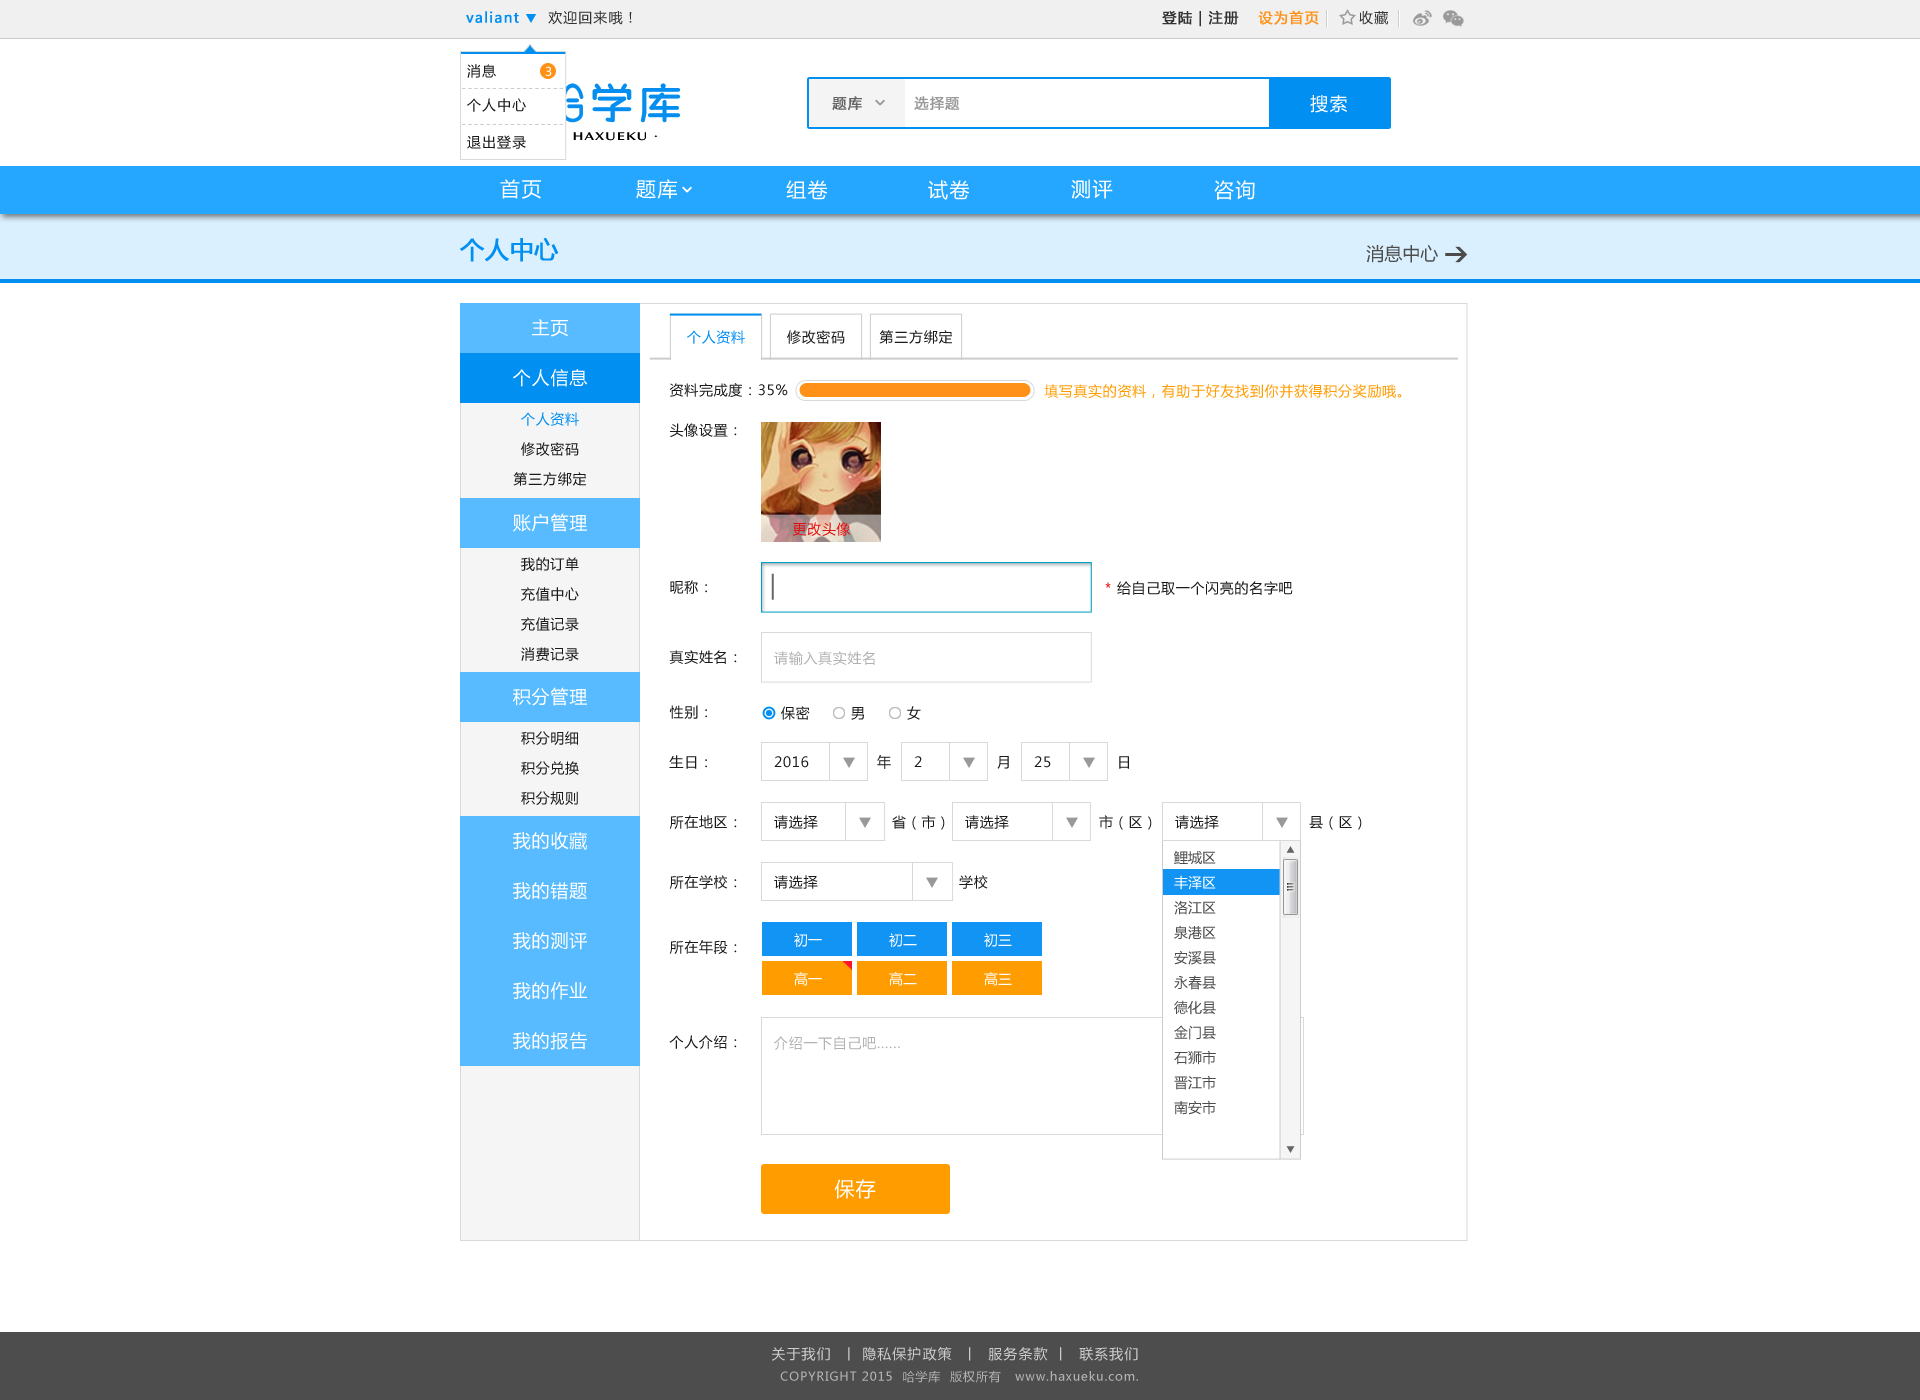 valiant ▼ 欢迎回来哦！
登陆 | 注册 设为首页 收藏
消息 3
个人中心
退出登录
学库
HAXUEKU ·
题库 选择题 搜索
首页 题库 组卷 试卷 测评 咨询
个人中心
消息中心
主页
个人信息
个人资料
修改密码
第三方绑定
账户管理
我的订单
充值中心
充值记录
消费记录
积分管理
积分明细
积分兑换
积分规则
我的收藏
我的错题
我的测评
我的作业
我的报告
个人资料 修改密码 第三方绑定
资料完成度：35% 填写真实的资料，有助于好友找到你并获得积分奖励哦。
头像设置：
更改头像
昵称： * 给自己取一个闪亮的名字吧
真实姓名： 请输入真实姓名
性别： 保密 男 女
生日： 2016 年 2 月 25 日
所在地区： 请选择 省（市） 请选择 市（区） 请选择 县（区）
鲤城区
丰泽区
洛江区
泉港区
安溪县
永春县
德化县
金门县
石狮市
晋江市
南安市
所在学校： 请选择 学校
所在年段： 初一 初二 初三
高一 高二 高三
个人介绍： 介绍一下自己吧......
保存
关于我们 | 隐私保护政策 | 服务条款 | 联系我们
COPYRIGHT 2015 哈学库 版权所有 www.haxueku.com.